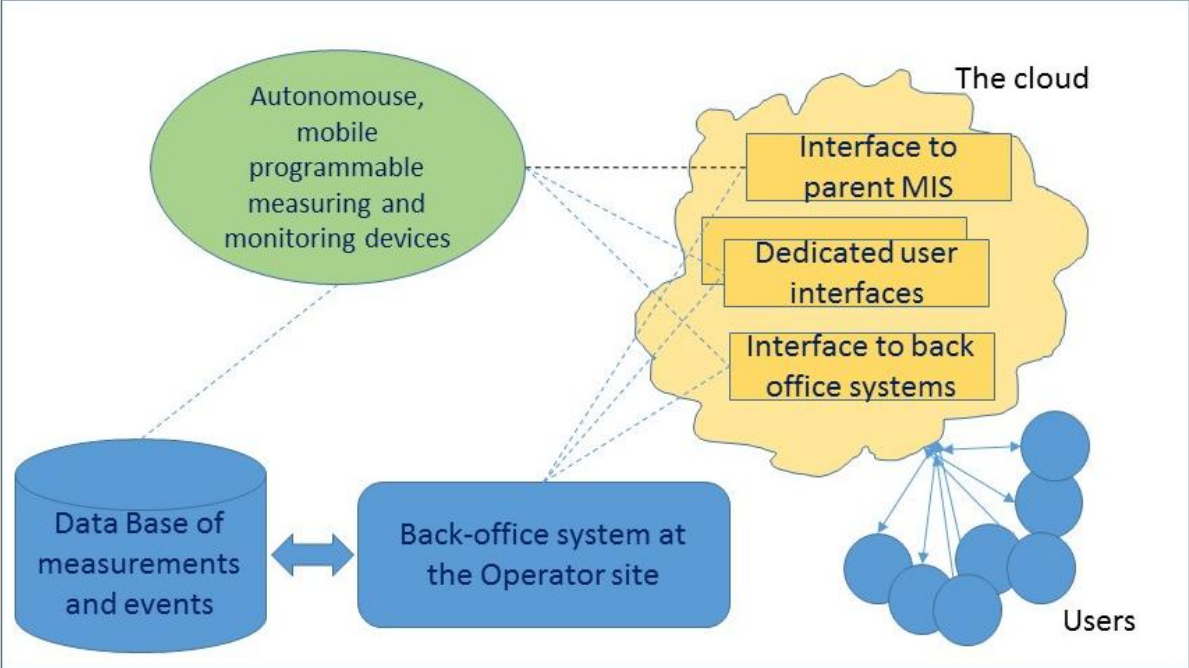 Autonomouse,
mobile
programmable
measuring and
monitoring devices
The cloud
Interface to
parent MIS
Dedicated user
interfaces
Interface to back
office systems
Data Base of
measurements
and events
Back-office system at
the Operator site
Users